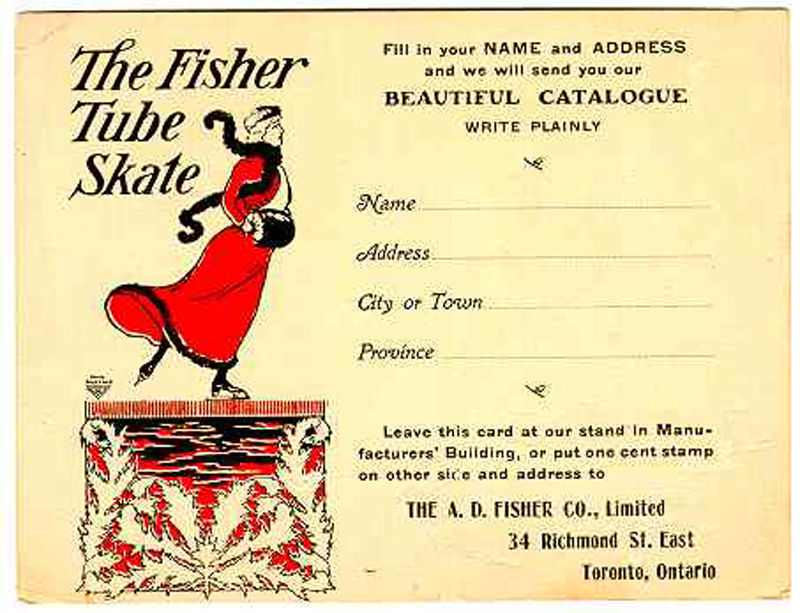 The Fisher
Tube
Skate
Fill in your NAME and ADDRESS
and we will send you our
BEAUTIFUL CATALOGUE
WRITE PLAINLY
Name
Address
City or Town
Province
Leave this card at our stand in Manu-
facturers' Building, or put one cent stamp
on other side and address to
THE A. D. FISHER CO., Limited
34 Richmond St. East
Toronto, Ontario